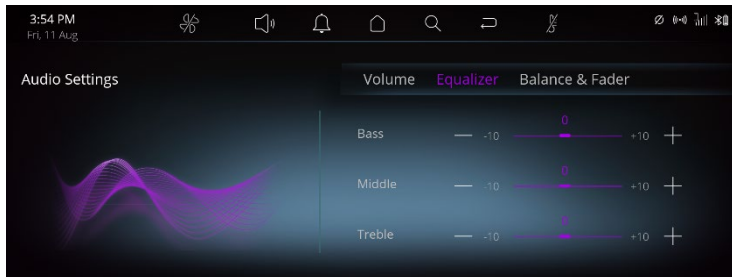 3:54 PM
Fri, 11 Aug
Audio Settings
Volume Equalizer Balance & Fader
0
Bass -10 +10
0
Middle -10 +10
0
Treble -10 +10